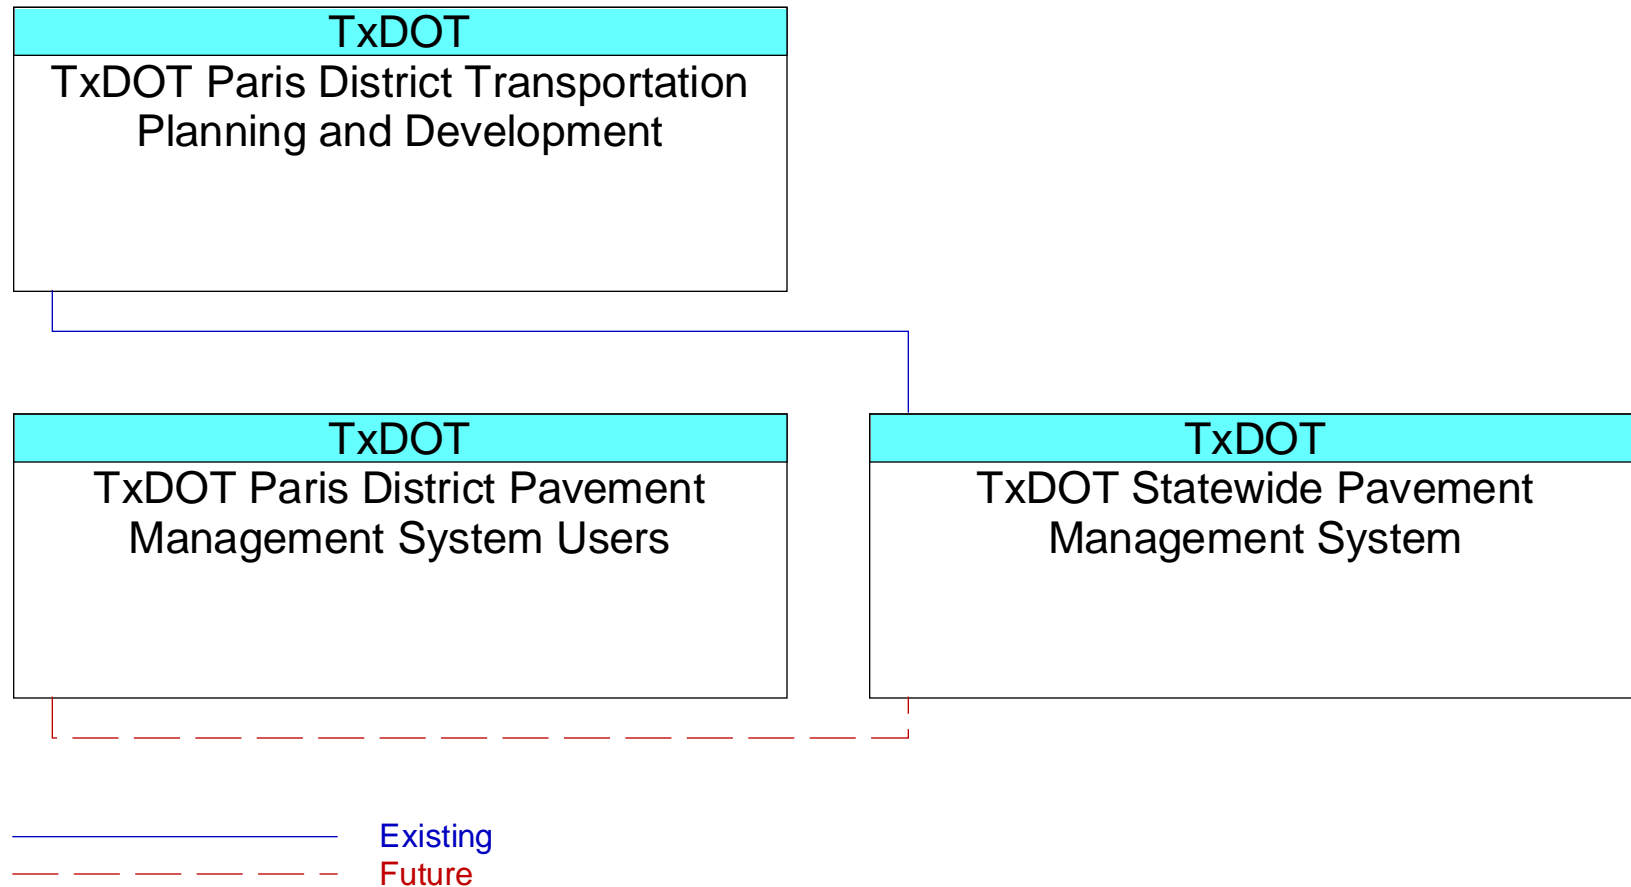 TxDOT
TxDOT Paris District Transportation
Planning and Development
TxDOT
TxDOT Paris District Pavement
Management System Users
TxDOT
TxDOT Statewide Pavement
Management System
Existing
Future